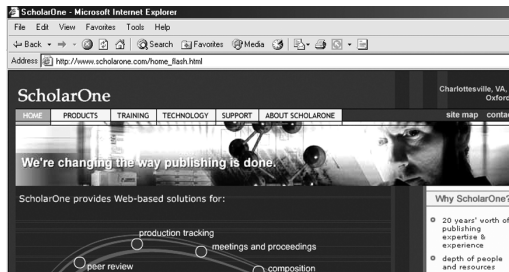 ScholarOne - Microsoft Internet Explorer
File Edit View Favorites Tools Help
Back Search Favorites Media
Address http://www.scholarone.com/home_flash.html
Charlottesville, VA,
ScholarOne
HOME PRODUCTS TRAINING TECHNOLOGY SUPPORT ABOUT SCHOLARONE site map
We're changing the way publishing is done.
ScholarOne provides Web-based solutions for:
production tracking
meetings and proceedings
peer review
composition
Why ScholarOne?
20 years' worth of
publishing
expertise &
experience
depth of people
and resources